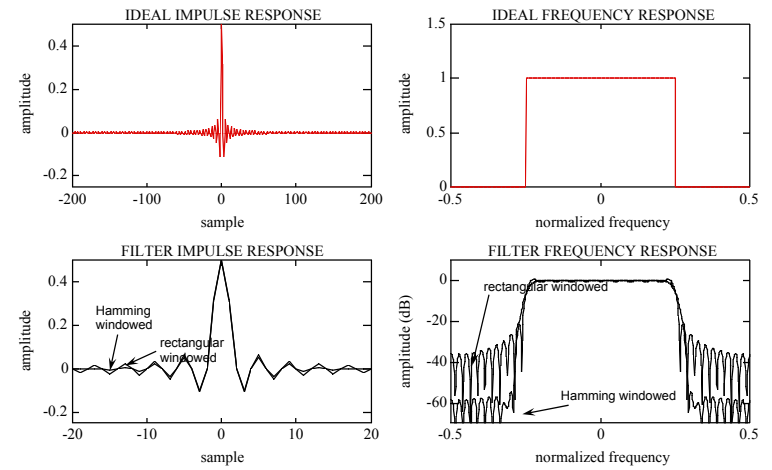 IDEAL IMPULSE RESPONSE
amplitude
0.4
0.2
0
-0.2
-200
-100
0
100
200
sample
IDEAL FREQUENCY RESPONSE
amplitude
1.5
1
0.5
0
-0.5
0
0.5
normalized frequency
FILTER IMPULSE RESPONSE
amplitude
0.4
0.2
0
-0.2
Hamming
windowed
rectangular
windowed
-20
-10
0
10
20
sample
FILTER FREQUENCY RESPONSE
amplitude (dB)
0
-20
-40
-60
rectangular windowed
Hamming windowed
-0.5
0
0.5
normalized frequency